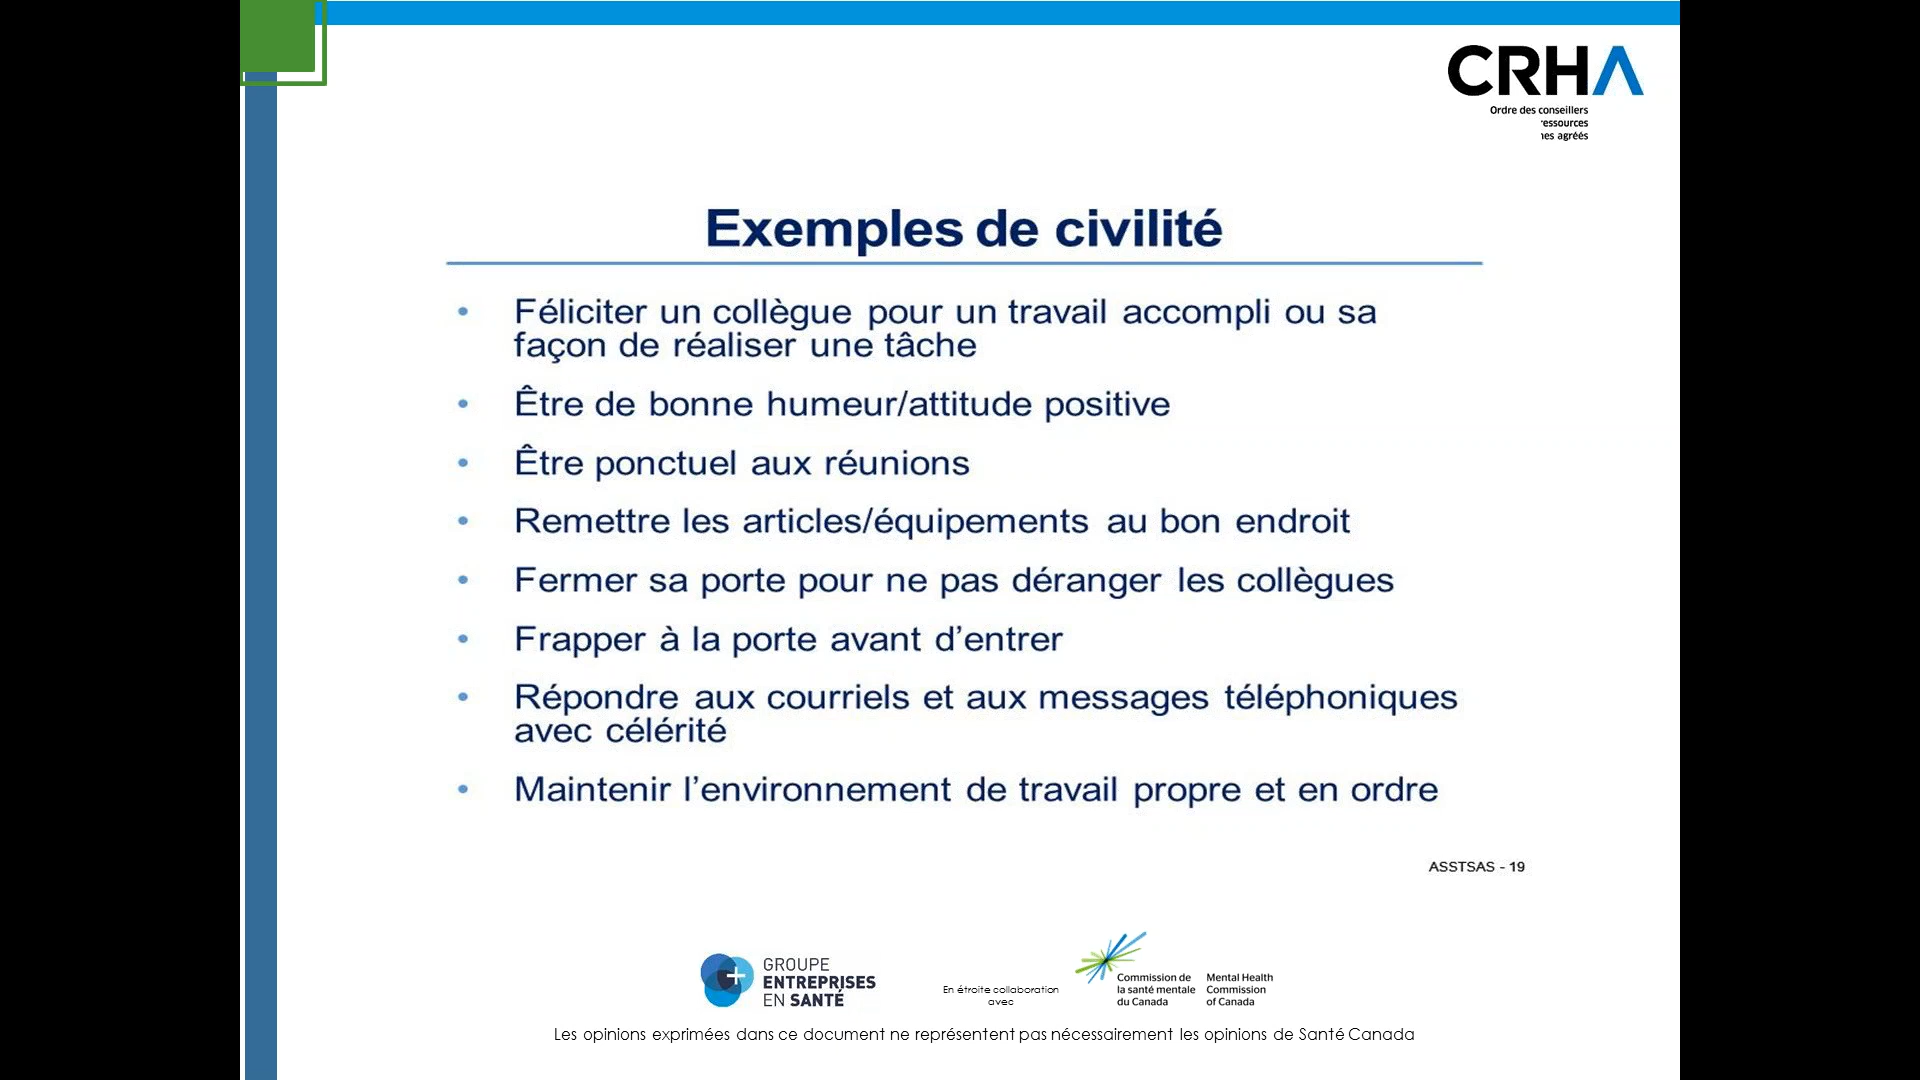 CRHA
Ordre des conseillers
essources
es agréés
Exemples de civilité
• Féliciter un collègue pour un travail accompli ou sa
façon de réaliser une tâche
• Être de bonne humeur/attitude positive
• Être ponctuel aux réunions
• Remettre les articles/équipements au bon endroit
• Fermer sa porte pour ne pas déranger les collègues
• Frapper à la porte avant d’entrer
• Répondre aux courriels et aux messages téléphoniques
avec célérité
• Maintenir l’environnement de travail propre et en ordre
ASSTSAS - 19
GROUPE
ENTREPRISES
EN SANTÉ
En étroite collaboration
avec
Commission de
la santé mentale
du Canada
Mental Health
Commission
of Canada
Les opinions exprimées dans ce document ne représentent pas nécessairement les opinions de Santé Canada